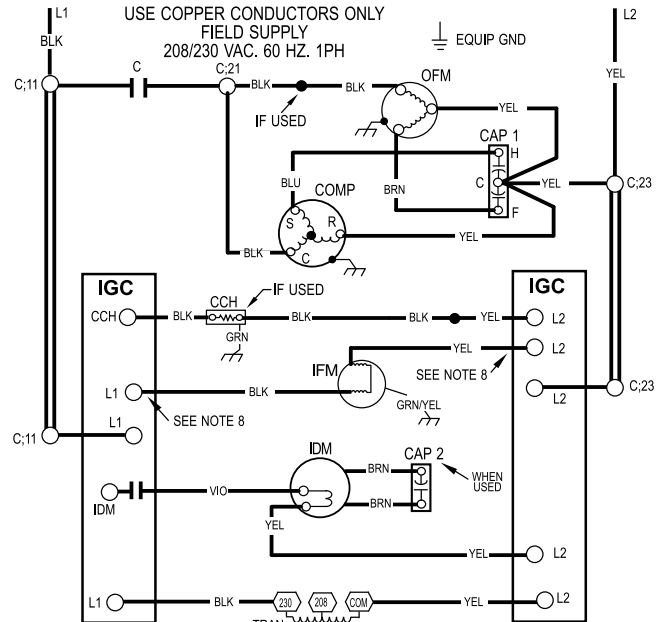 L1
USE COPPER CONDUCTORS ONLY
FIELD SUPPLY
208/230 VAC. 60 HZ. 1PH
EQUIP GND
L2
BLK
YEL
C;11
C
C;21
BLK
BLK
OFM
IF USED
YEL
CAP 1
H
BLU
COMP
BRN
C
YEL
C;23
S
R
F
YEL
BLK
C
IGC
IF USED
IGC
CCH
BLK
CCH
BLK
BLK
YEL
L2
GRN
YEL
L2
IFM
SEE NOTE 8
L1
BLK
GRN/YEL
L2
C;23
SEE NOTE 8
L1
C;11
IDM
CAP 2
BRN
WHEN
USED
VIO
IDM
BRN
YEL
YEL
L2
L1
BLK
230
208
COM
YEL
L2
TRAN